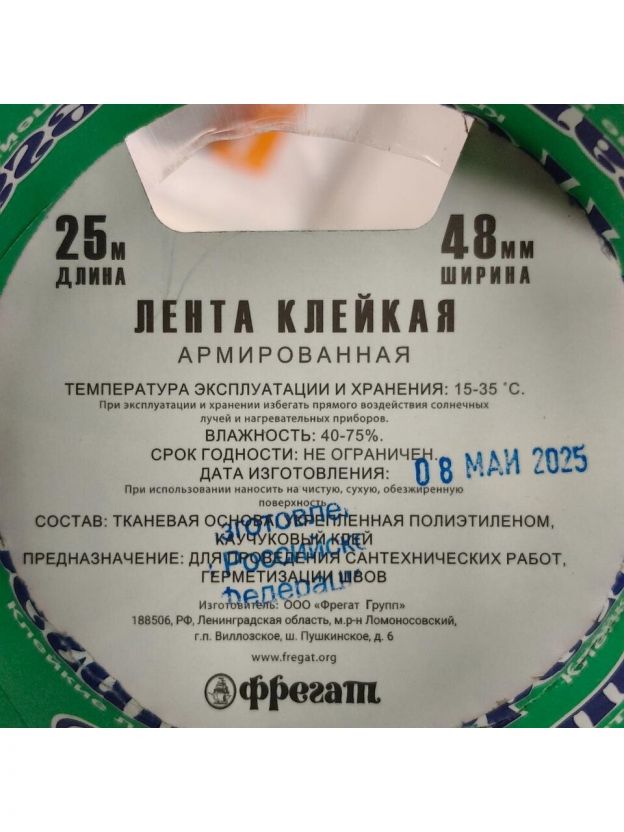 25м
ДЛИНА
48мм
ШИРИНА
ЛЕНТА КЛЕЙКАЯ
АРМИРОВАННАЯ
ТЕМПЕРАТУРА ЭКСПЛУАТАЦИИ И ХРАНЕНИЯ: 15-35 °C.
При эксплуатации и хранении избегать прямого воздействия солнечных
лучей и нагревательных приборов.
ВЛАЖНОСТЬ: 40-75%.
СРОК ГОДНОСТИ: НЕ ОГРАНИЧЕН.
ДАТА ИЗГОТОВЛЕНИЯ:
08 МАЙ 2025
При использовании наносить на чистую, сухую, обезжиренную
поверхность
СОСТАВ: ТКАНЕВАЯ ОСНОВА, УКРЕПЛЕННАЯ ПОЛИЭТИЛЕНОМ,
КАУЧУКОВЫЙ КЛЕЙ
ПРЕДНАЗНАЧЕНИЕ: ДЛЯ ПРОВЕДЕНИЯ САНТЕХНИЧЕСКИХ РАБОТ,
ГЕРМЕТИЗАЦИИ ШВОВ
Изготовитель: ООО «Фрегат Групп»
188506, РФ, Ленинградская область, м.р-н Ломоносовский,
г.п. Виллозское, ш. Пушкинское, д. 6
www.fregat.org
Фрегат